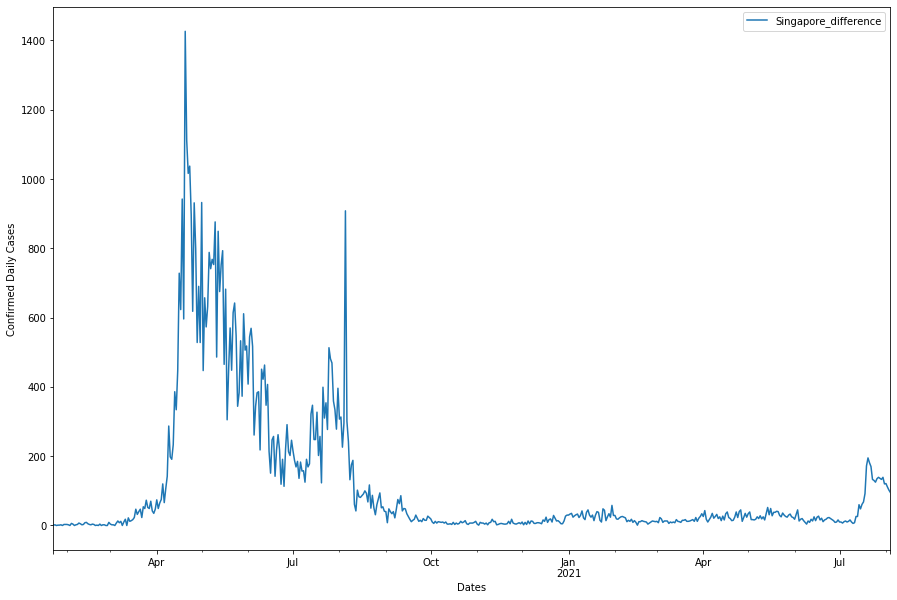 Singapore_difference
1400
1200
1000
800
600
400
200
0
Confirmed Daily Cases
Apr
Jul
Oct
Jan
2021
Apr
Jul
Dates